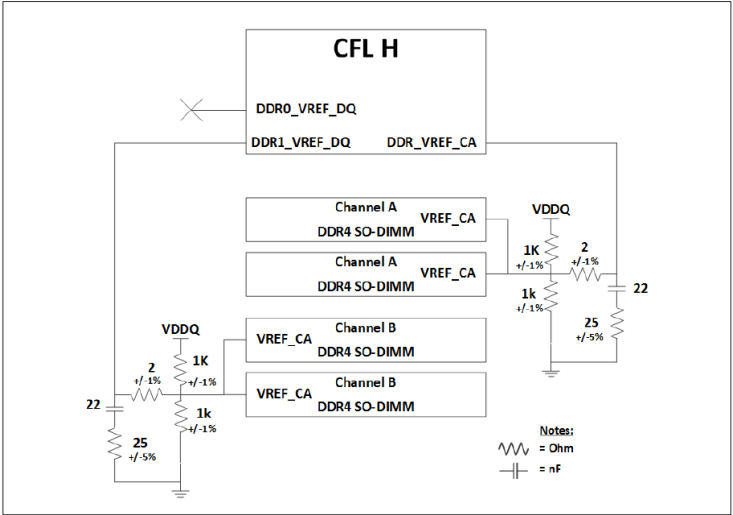 CFL H
DDR0_VREF_DQ
DDR1_VREF_DQ DDR_VREF_CA
Channel A
VREF_CA
DDR4 SO-DIMM
Channel A
VREF_CA
DDR4 SO-DIMM
VDDQ
1K
+/-1%
2
+/-1%
1k
+/-1%
22
25
+/-5%
Channel B
VREF_CA
DDR4 SO-DIMM
Channel B
VREF_CA
DDR4 SO-DIMM
VDDQ
2
+/-1%
1K
+/-1%
22
1k
+/-1%
25
+/-5%
Notes:
= Ohm
= nF